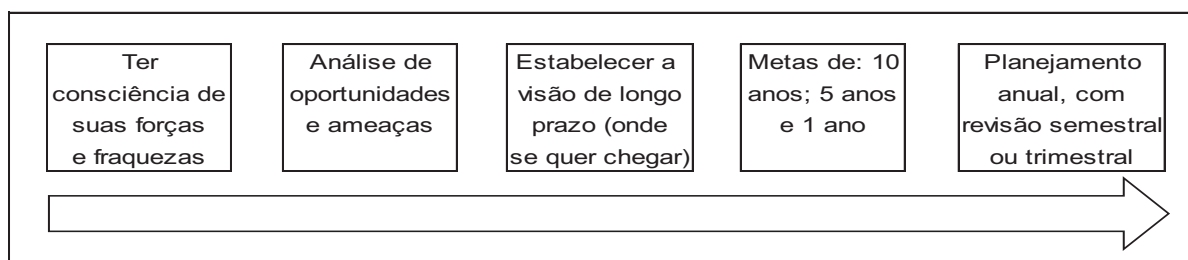 Ter
consciência de
suas forças
e fraquezas
Análise de
oportunidades
e ameaças
Estabelecer a
visão de longo
prazo (onde
se quer chegar)
Metas de: 10
anos; 5 anos
e 1 ano
Planejamento
anual, com
revisão semestral
ou trimestral